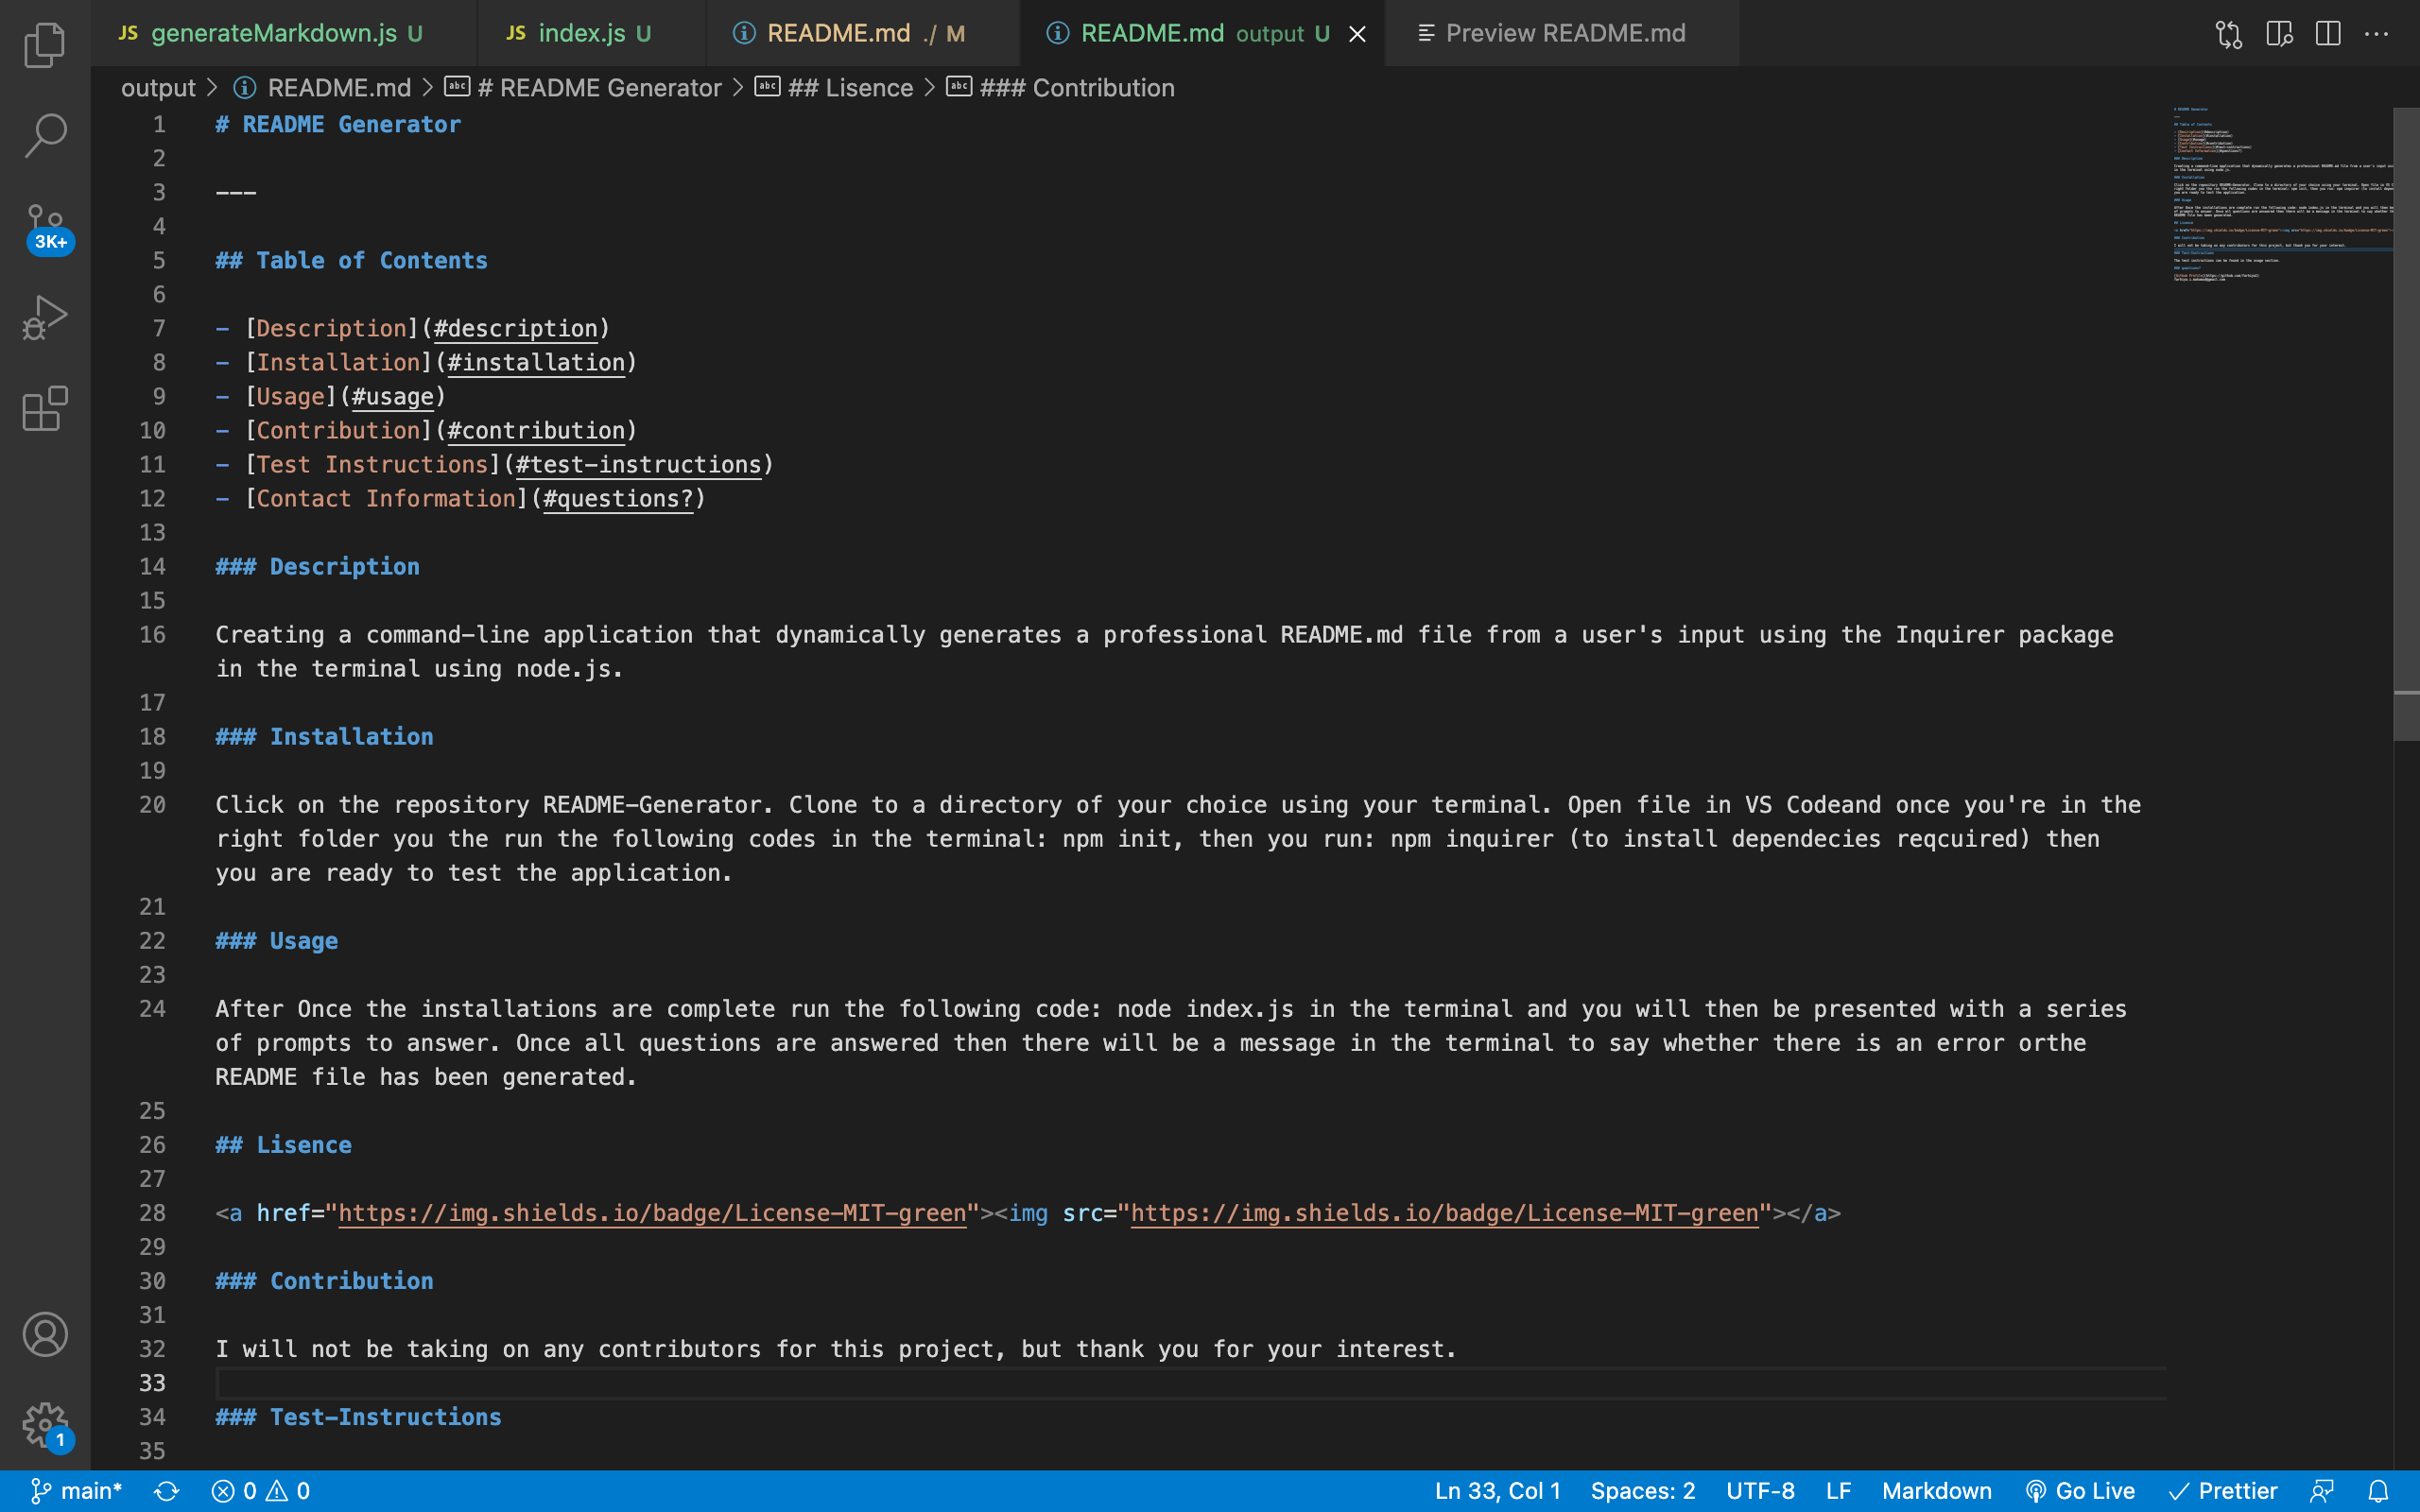 JS generateMarkdown.js U JS index.js U README.md ./ M README.md output U Preview README.md
output > README.md > # README Generator > ## Lisence > ### Contribution
1 # README Generator
2
3 ---
4
5 ## Table of Contents
6
7 - [Description](#description)
8 - [Installation](#installation)
9 - [Usage](#usage)
10 - [Contribution](#contribution)
11 - [Test Instructions](#test-instructions)
12 - [Contact Information](#questions?)
13
14 ### Description
15
16 Creating a command-line application that dynamically generates a professional README.md file from a user's input using the Inquirer package
in the terminal using node.js.
17
18 ### Installation
19
20 Click on the repository README-Generator. Clone to a directory of your choice using your terminal. Open file in VS Codeand once you're in the
right folder you the run the following codes in the terminal: npm init, then you run: npm inquirer (to install dependecies reqcuired) then
you are ready to test the application.
21
22 ### Usage
23
24 After Once the installations are complete run the following code: node index.js in the terminal and you will then be presented with a series
of prompts to answer. Once all questions are answered then there will be a message in the terminal to say whether there is an error orthe
README file has been generated.
25
26 ## Lisence
27
28 <a href="https://img.shields.io/badge/License-MIT-green"><img src="https://img.shields.io/badge/License-MIT-green"></a>
29
30 ### Contribution
31
32 I will not be taking on any contributors for this project, but thank you for your interest.
33
34 ### Test-Instructions
35
3K+
1
main* 0 0 Ln 33, Col 1 Spaces: 2 UTF-8 LF Markdown Go Live Prettier